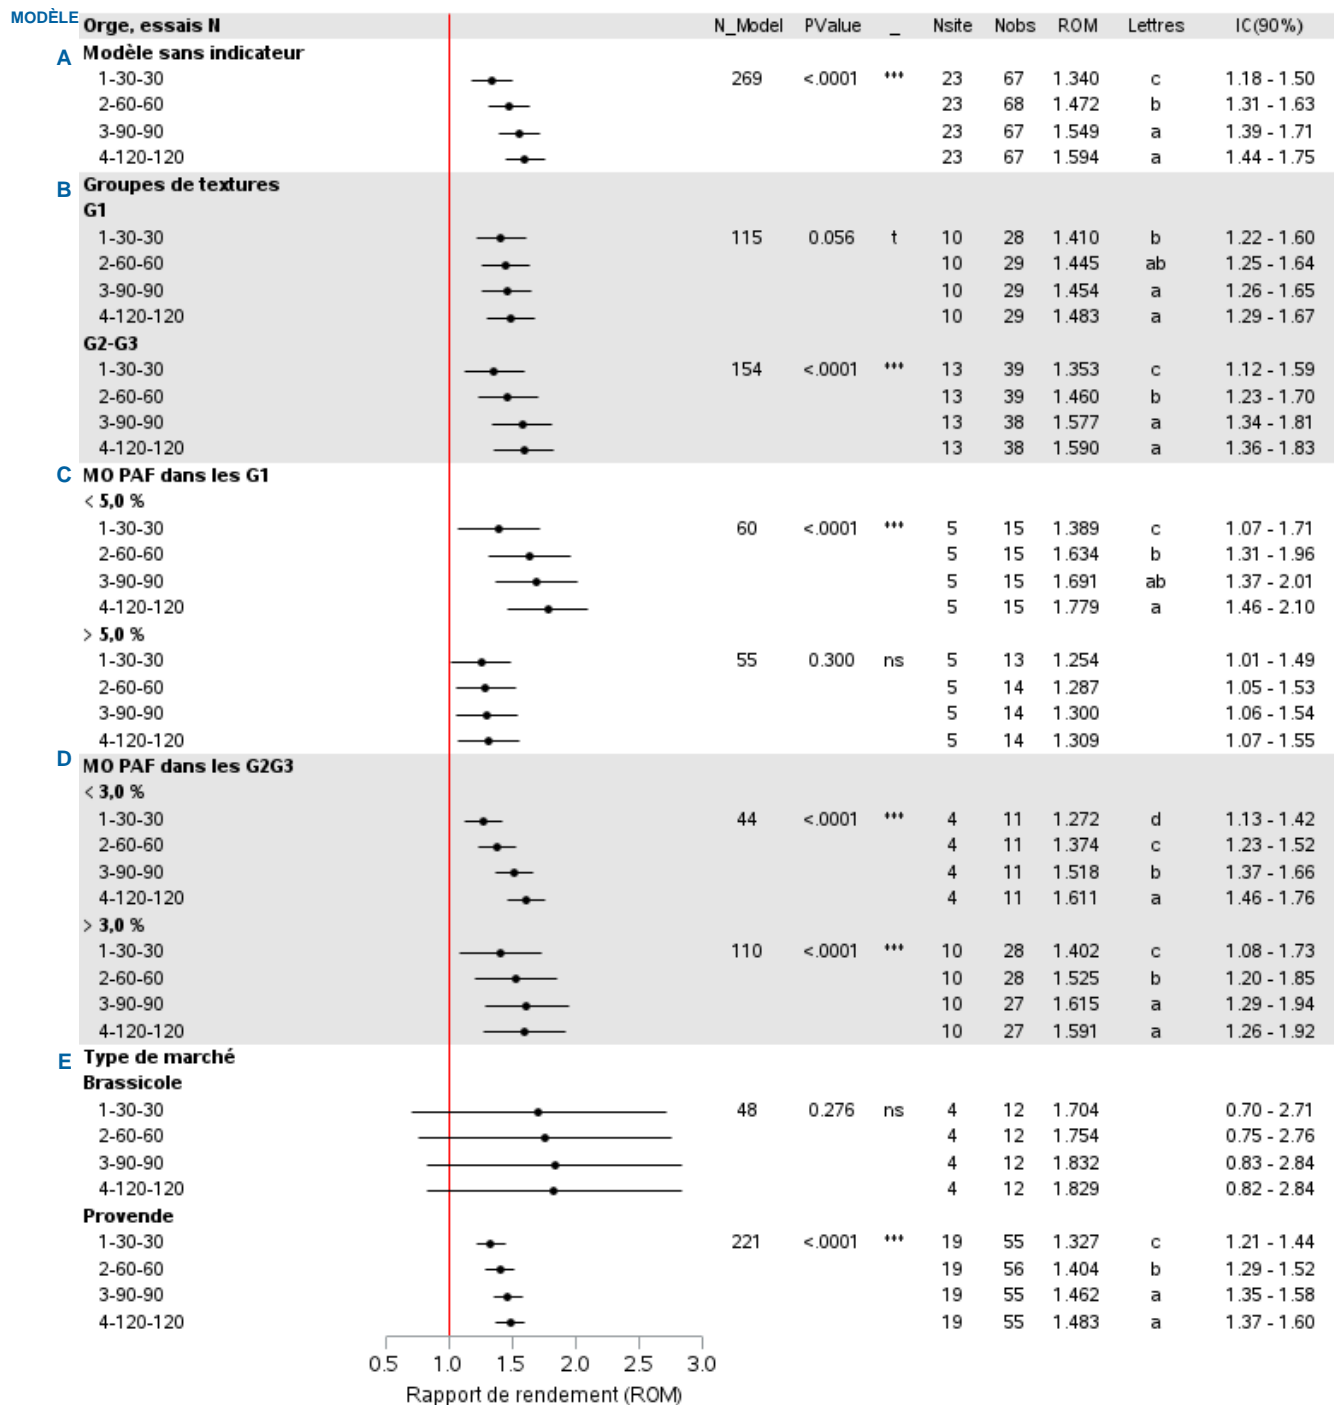 MODÈLE Orge, essais N N_Model PValue _ Nsite Nobs ROM Lettres IC(90%)
A Modèle sans indicateur
1-30-30 269 <.0001 *** 23 67 1.340 c 1.18 - 1.50
2-60-60 23 68 1.472 b 1.31 - 1.63
3-90-90 23 67 1.549 a 1.39 - 1.71
4-120-120 23 67 1.594 a 1.44 - 1.75
B Groupes de textures
G1
1-30-30 115 0.056 t 10 28 1.410 b 1.22 - 1.60
2-60-60 10 29 1.445 ab 1.25 - 1.64
3-90-90 10 29 1.454 a 1.26 - 1.65
4-120-120 10 29 1.483 a 1.29 - 1.67
G2-G3
1-30-30 154 <.0001 *** 13 39 1.353 c 1.12 - 1.59
2-60-60 13 39 1.460 b 1.23 - 1.70
3-90-90 13 38 1.577 a 1.34 - 1.81
4-120-120 13 38 1.590 a 1.36 - 1.83
C MO PAF dans les G1
< 5,0 %
1-30-30 60 <.0001 *** 5 15 1.389 c 1.07 - 1.71
2-60-60 5 15 1.634 b 1.31 - 1.96
3-90-90 5 15 1.691 ab 1.37 - 2.01
4-120-120 5 15 1.779 a 1.46 - 2.10
> 5,0 %
1-30-30 55 0.300 ns 5 13 1.254 1.01 - 1.49
2-60-60 5 14 1.287 1.05 - 1.53
3-90-90 5 14 1.300 1.06 - 1.54
4-120-120 5 14 1.309 1.07 - 1.55
D MO PAF dans les G2G3
< 3,0 %
1-30-30 44 <.0001 *** 4 11 1.272 d 1.13 - 1.42
2-60-60 4 11 1.374 c 1.23 - 1.52
3-90-90 4 11 1.518 b 1.37 - 1.66
4-120-120 4 11 1.611 a 1.46 - 1.76
> 3,0 %
1-30-30 110 <.0001 *** 10 28 1.402 c 1.08 - 1.73
2-60-60 10 28 1.525 b 1.20 - 1.85
3-90-90 10 27 1.615 a 1.29 - 1.94
4-120-120 10 27 1.591 a 1.26 - 1.92
E Type de marché
Brassicole
1-30-30 48 0.276 ns 4 12 1.704 0.70 - 2.71
2-60-60 4 12 1.754 0.75 - 2.76
3-90-90 4 12 1.832 0.83 - 2.84
4-120-120 4 12 1.829 0.82 - 2.84
Provende
1-30-30 221 <.0001 *** 19 55 1.327 c 1.21 - 1.44
2-60-60 19 56 1.404 b 1.29 - 1.52
3-90-90 19 55 1.462 a 1.35 - 1.58
4-120-120 19 55 1.483 a 1.37 - 1.60
0.5 1.0 1.5 2.0 2.5 3.0
Rapport de rendement (ROM)